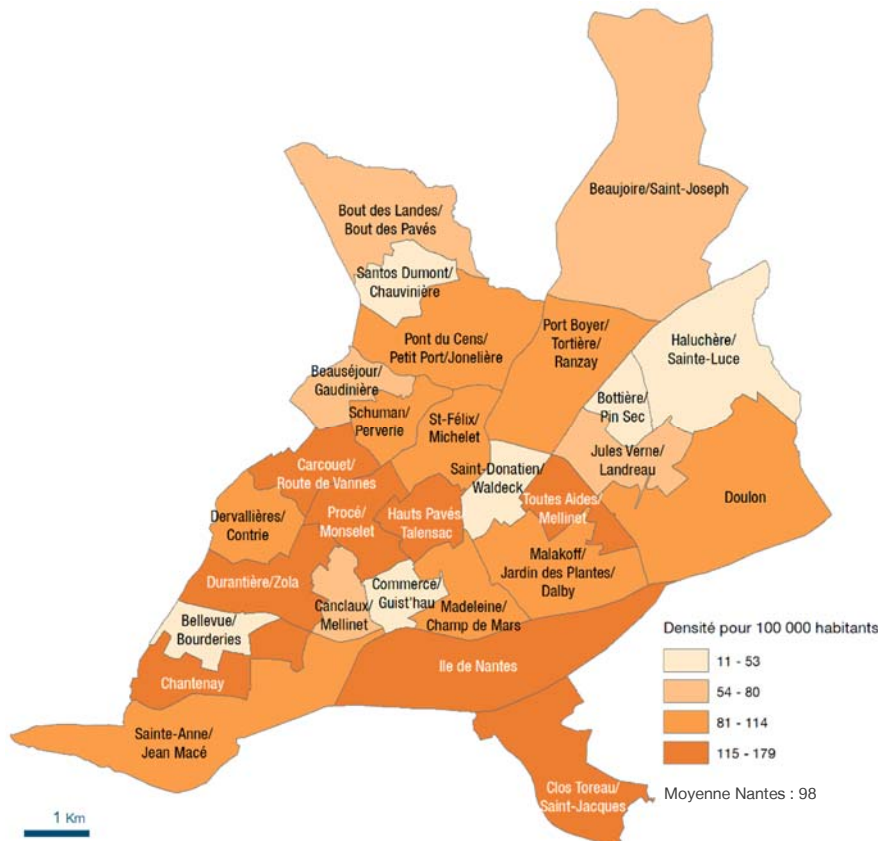 Beaujoire/Saint-Joseph
Bout des Landes/
Bout des Pavés
Santos Dumont/
Chauvinière
Pont du Cens/
Petit Port/Jonelière
Port Boyer/
Tortière/
Ranzay
Haluchère/
Sainte-Luce
Beauséjour/
Gaudinière
Bottière/
Pin Sec
Schuman/
Perverie
St-Félix/
Michelet
Jules Verne/
Landreau
Carcouet/
Route de Vannes
Saint-Donatien/
Waldeck
Toutes Aides/
Mellinet
Doulon
Dervallières/
Contrie
Procé/
Monselet
Hauts Pavés/
Talensac
Malakoff/
Jardin des Plantes/
Dalby
Durantière/Zola
Commerce/
Guist'hau
Canclaux/
Mellinet
Madeleine/
Champ de Mars
Bellevue/
Bourderies
Ile de Nantes
Chantenay
Sainte-Anne/
Jean Macé
Clos Toreau/
Saint-Jacques
Densité pour 100 000 habitants
11 - 53
54 - 80
81 - 114
115 - 179
Moyenne Nantes : 98
1 Km